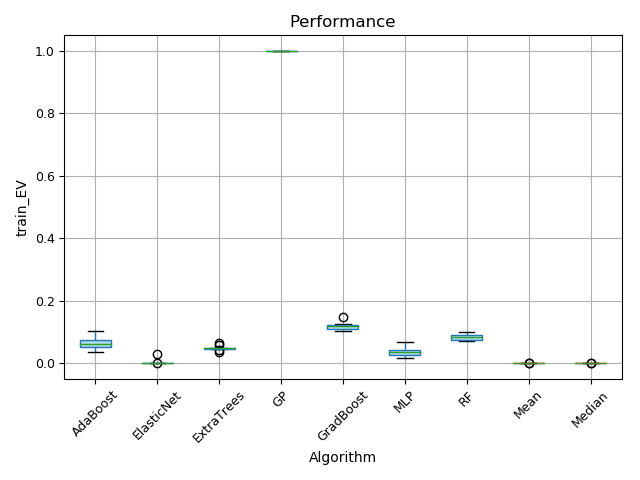 Performance
1.0
0.8
0.6
0.4
0.2
0.0
train_EV
AdaBoost
ElasticNet
ExtraTrees
GP
GradBoost
MLP
RF
Mean
Median
Algorithm